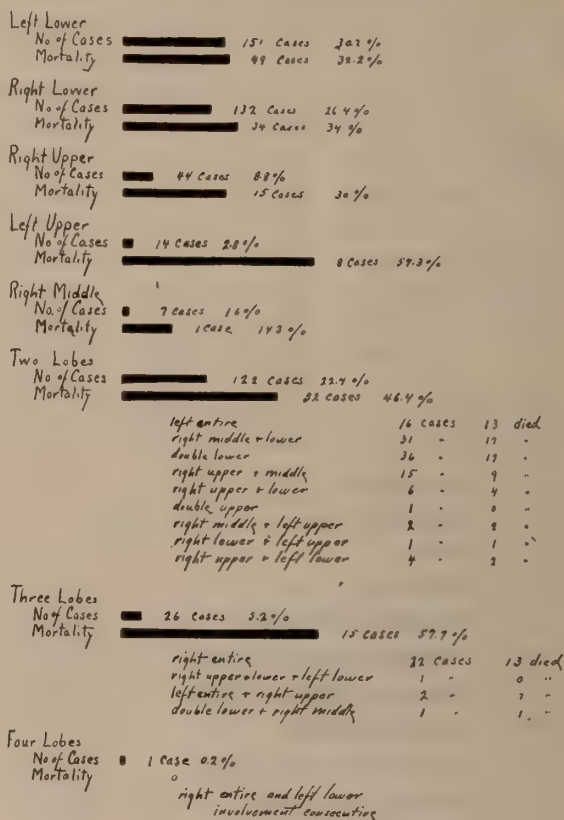 Left Lower
No of Cases 151 Cases 30.2%
Mortality 49 Cases 32.2%
Right Lower
No of Cases 132 Cases 26.4%
Mortality 34 Cases 34%
Right Upper
No of Cases 44 Cases 8.8%
Mortality 15 Cases 30%
Left Upper
No of Cases 14 Cases 2.8%
Mortality 8 Cases 57.3%
Right Middle
No. of Cases 7 Cases 1.6%
Mortality 1 Case 14.3%
Two Lobes
No of Cases 122 Cases 22.4%
Mortality 52 Cases 46.4%
left entire 16 cases 13 died
right middle + lower 31 " 17 "
double lower 36 " 17 "
right upper + middle 15 " 9 "
right upper + lower 6 " 4 "
double upper 1 " 0 "
right middle + left upper 2 " 2 "
right lower + left upper 1 " 1 "
right upper + left lower 4 " 2 "
Three Lobes
No of Cases 26 Cases 5.2%
Mortality 15 Cases 57.7%
right entire 22 Cases 13 died
right upper + lower + left lower 1 " 0 "
left entire + right upper 2 " "
double lower + right middle 1 " 1 "
Four Lobes
No of Cases 1 Case 0.2%
Mortality 0
right entire and left lower
involvement consecutive